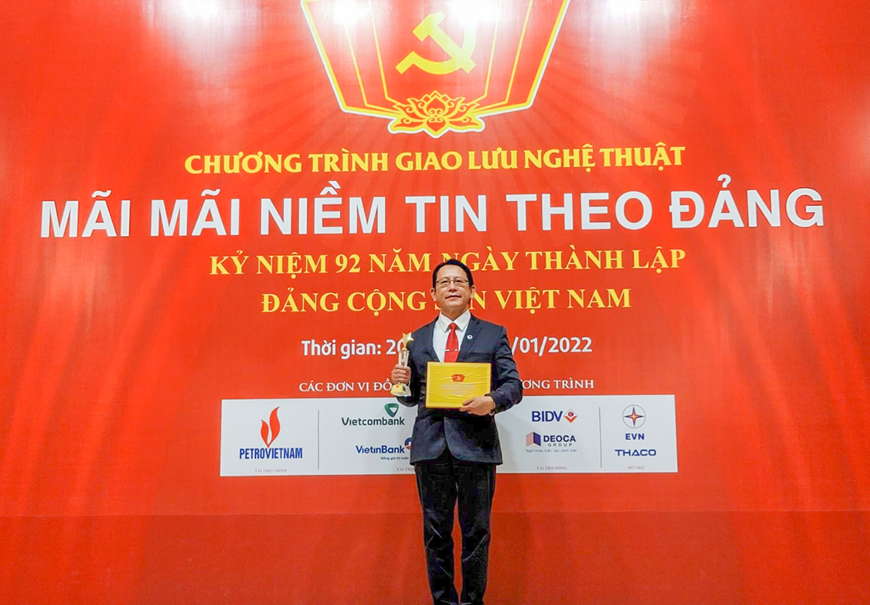 CHƯƠNG TRÌNH GIAO LƯU NGHỆ THUẬT
MÃI MÃI NIỀM TIN THEO ĐẢNG
KỶ NIỆM 92 NĂM NGÀY THÀNH LẬP
ĐẢNG CỘNG VIỆT NAM
Thời gian: 20 /01/2022
CÁC ĐƠN VỊ ĐỒ ƯƠNG TRÌNH
PETROVIETNAM
Vietcombank
VietinBank
BIDV
DEOCA
GROUP
EVN
THACO